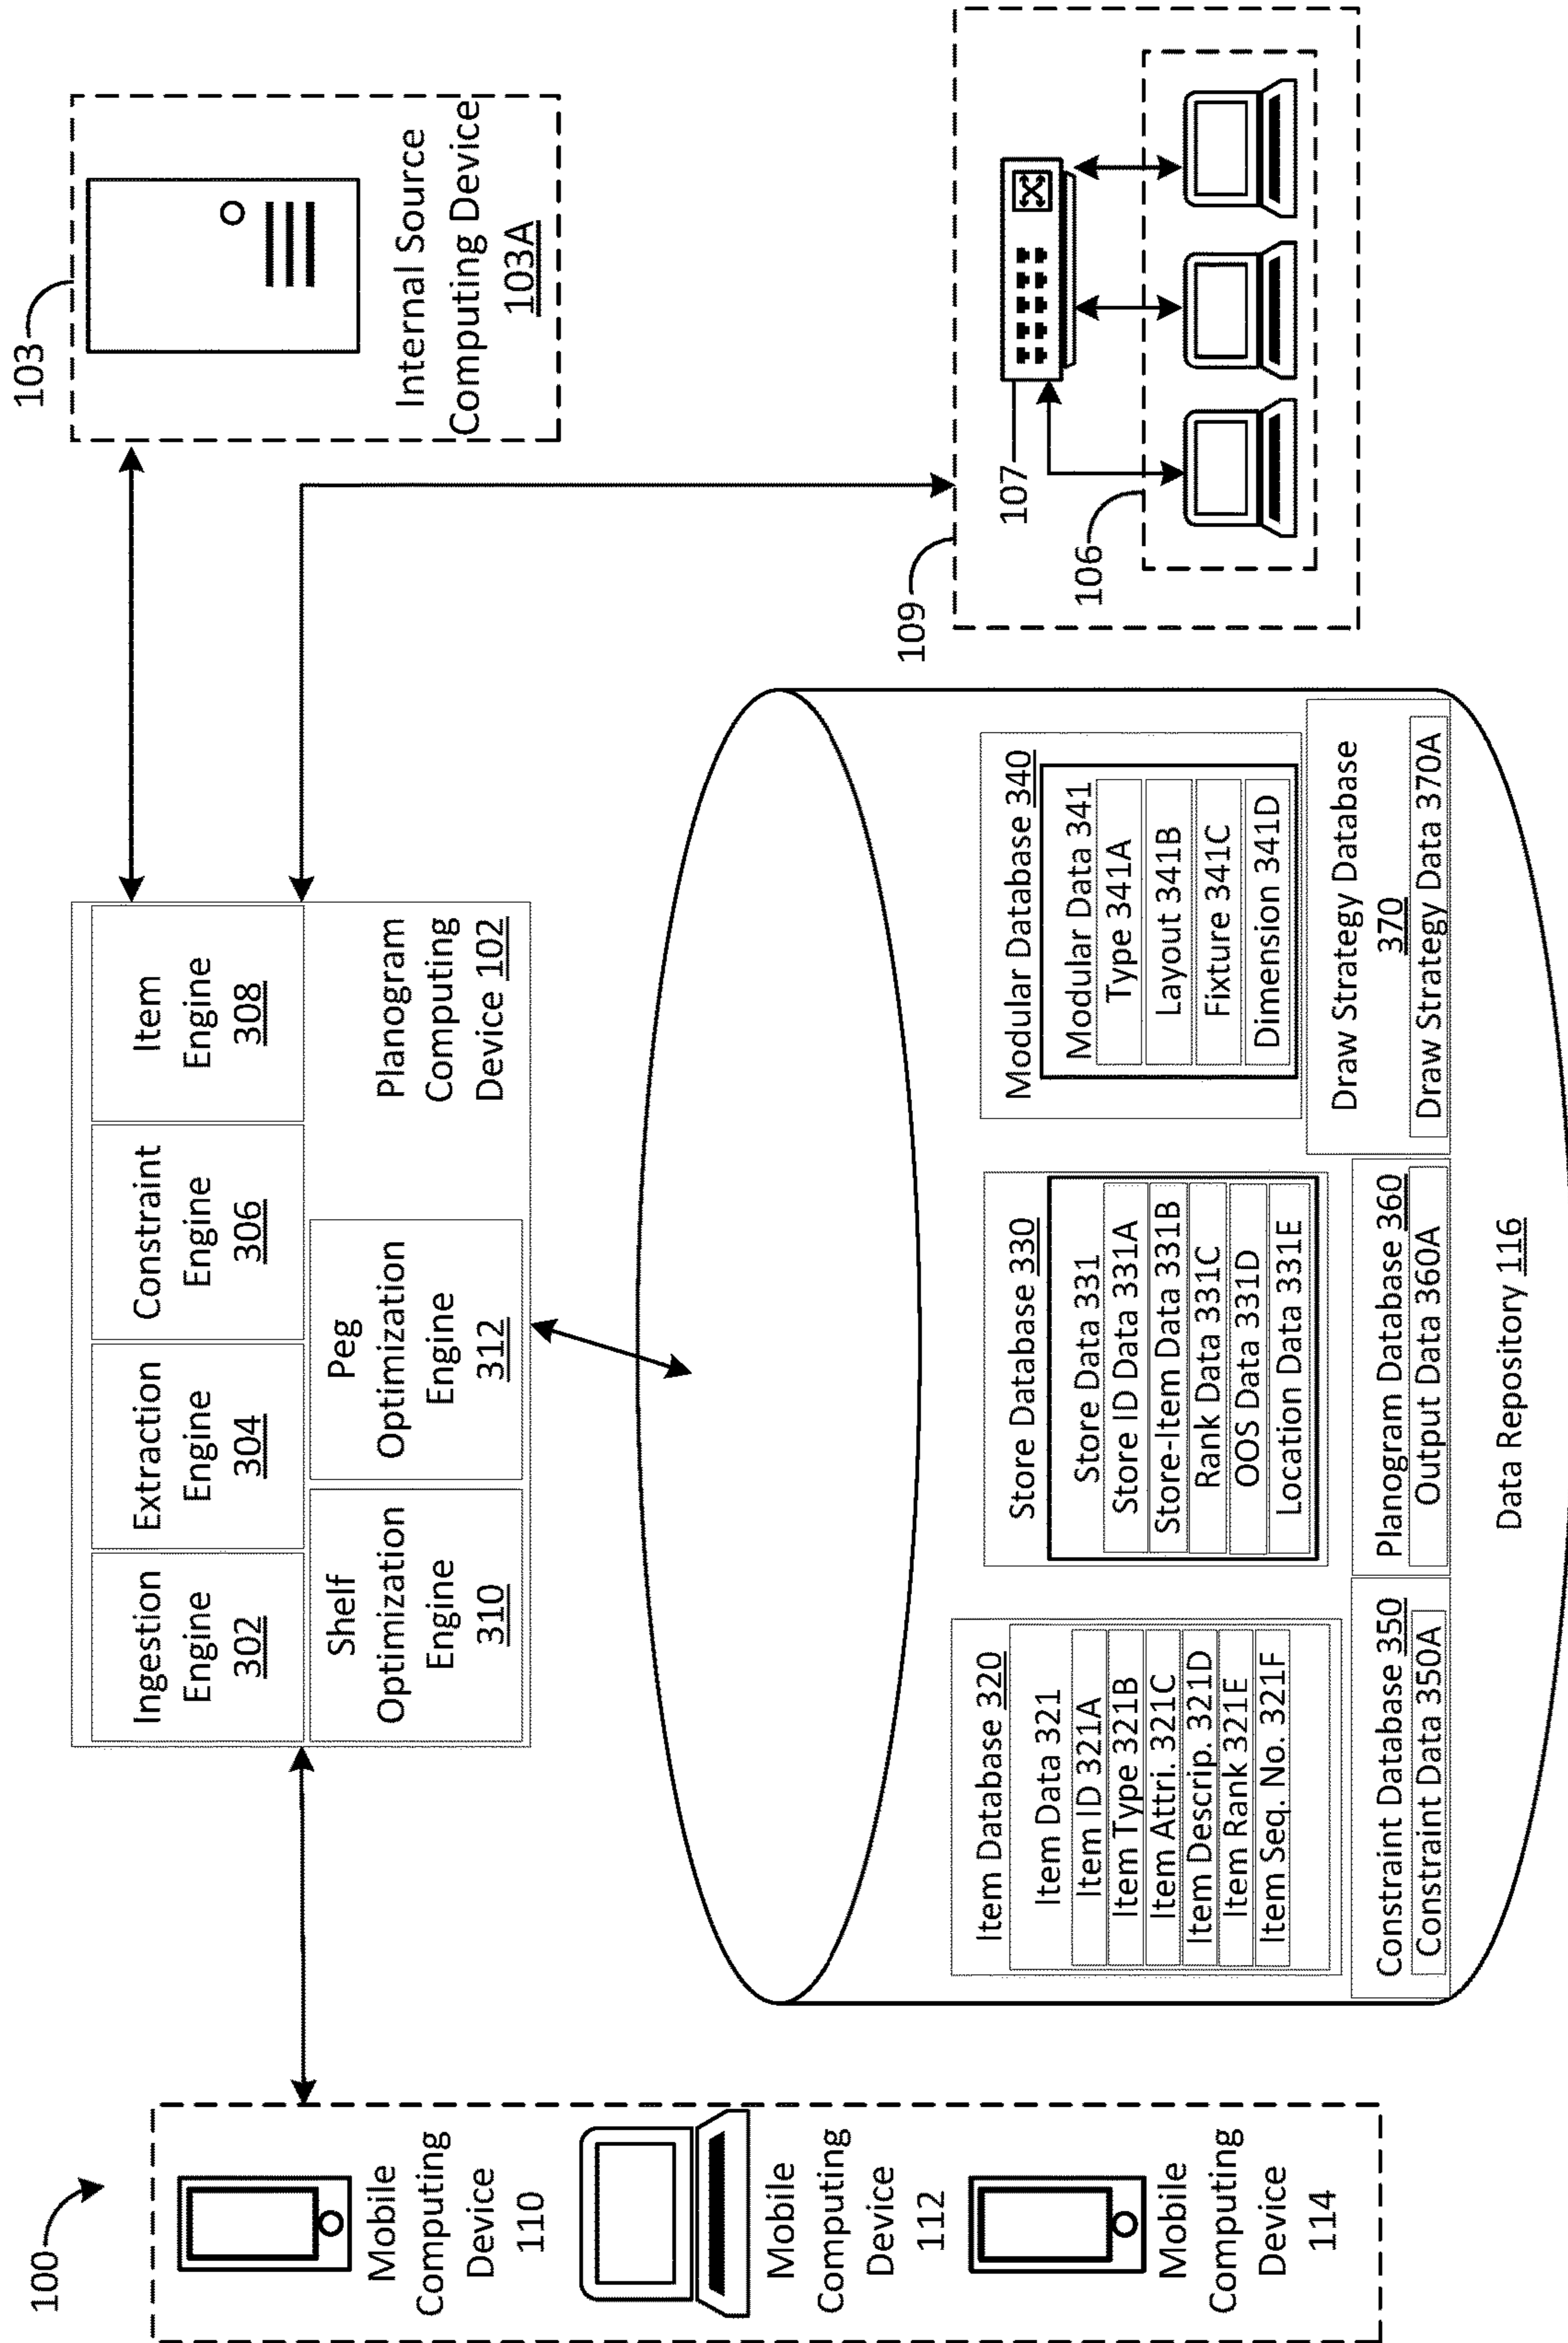 100
Mobile
Computing
Device
110
Mobile
Computing
Device
112
Mobile
Computing
Device
114
Ingestion
Engine
302
Extraction
Engine
304
Constraint
Engine
306
Item
Engine
308
Shelf
Optimization
Engine
310
Peg
Optimization
Engine
312
Planogram
Computing
Device 102
103
Internal Source
Computing Device
103A
109
107
106
Item Database 320
Item Data 321
Item ID 321A
Item Type 321B
Item Attri. 321C
Item Descrip. 321D
Item Rank 321E
Item Seq. No. 321F
Store Database 330
Store Data 331
Store ID Data 331A
Store-Item Data 331B
Rank Data 331C
OOS Data 331D
Location Data 331E
Modular Database 340
Modular Data 341
Type 341A
Layout 341B
Fixture 341C
Dimension 341D
Constraint Database 350
Constraint Data 350A
Planogram Database 360
Output Data 360A
Draw Strategy Database
370
Draw Strategy Data 370A
Data Repository 116